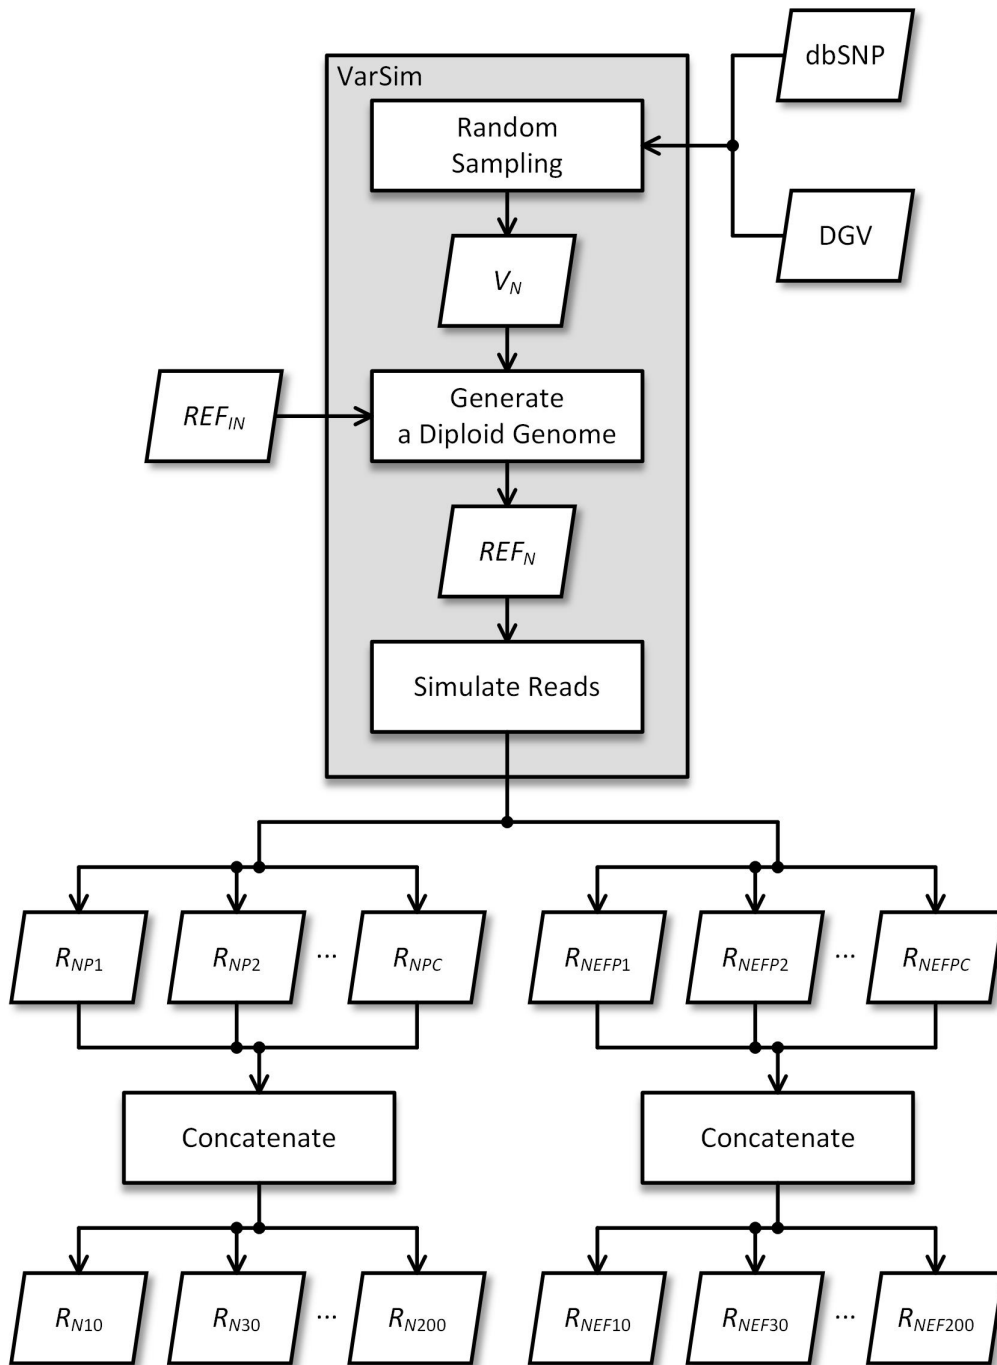 dbSNP
VarSim
Random
Sampling
DGV
V_N
REF_IN
Generate
a Diploid Genome
REF_N
Simulate Reads
R_NP1 R_NP2 ... R_NPC R_NEFP1 R_NEFP2 ... R_NEFPC
Concatenate Concatenate
R_N10 R_N30 ... R_N200 R_NEF10 R_NEF30 ... R_NEF200